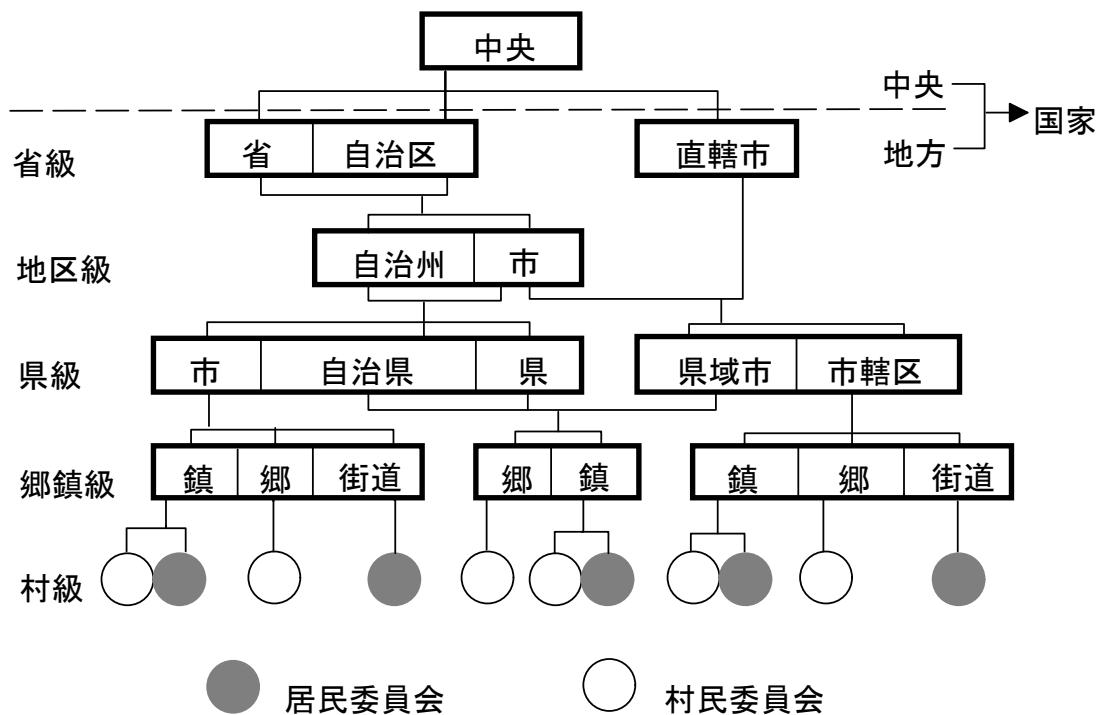 中央
中央
国家
省級
省 自治区
直轄市
地方
地区級
自治州 市
県級
市 自治県 県
県域市 市轄区
郷鎮級
鎮 郷 街道
郷 鎮
鎮 郷 街道
村級
居民委員会
村民委員会